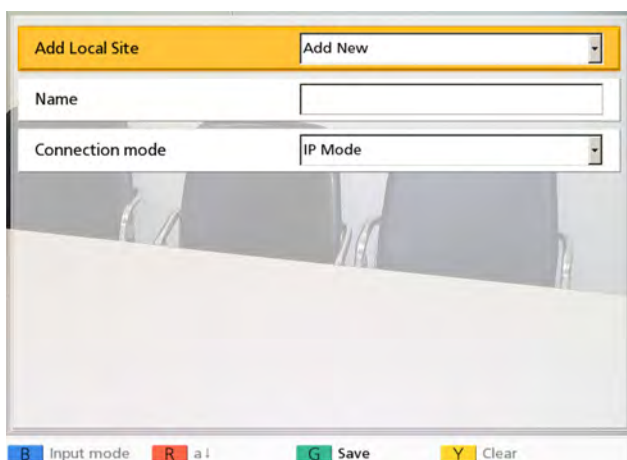 Add Local Site Add New
Name
Connection mode IP Mode
B Input mode R a↓ G Save Y Clear